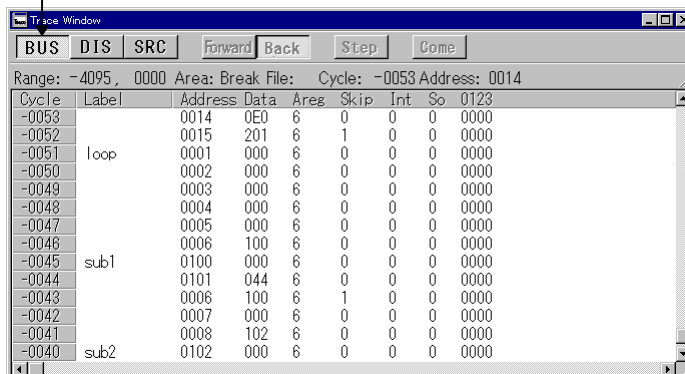 Trace Window
BUS DIS SRC Forward Back Step Come
Range: -4095, 0000 Area: Break File: Cycle: -0053 Address: 0014
Cycle Label Address Data Areg Skip Int So 0123
-0053 0014 0E0 6 0 0 0 0000
-0052 0015 201 6 1 0 0 0000
-0051 loop 0001 000 6 0 0 0 0000
-0050 0002 000 6 0 0 0 0000
-0049 0003 000 6 0 0 0 0000
-0048 0004 000 6 0 0 0 0000
-0047 0005 000 6 0 0 0 0000
-0046 0006 100 6 0 0 0 0000
-0045 sub1 0100 000 6 0 0 0 0000
-0044 0101 044 6 0 0 0 0000
-0043 0006 100 6 1 0 0 0000
-0042 0007 000 6 0 0 0 0000
-0041 0008 102 6 0 0 0 0000
-0040 sub2 0102 000 6 0 0 0 0000